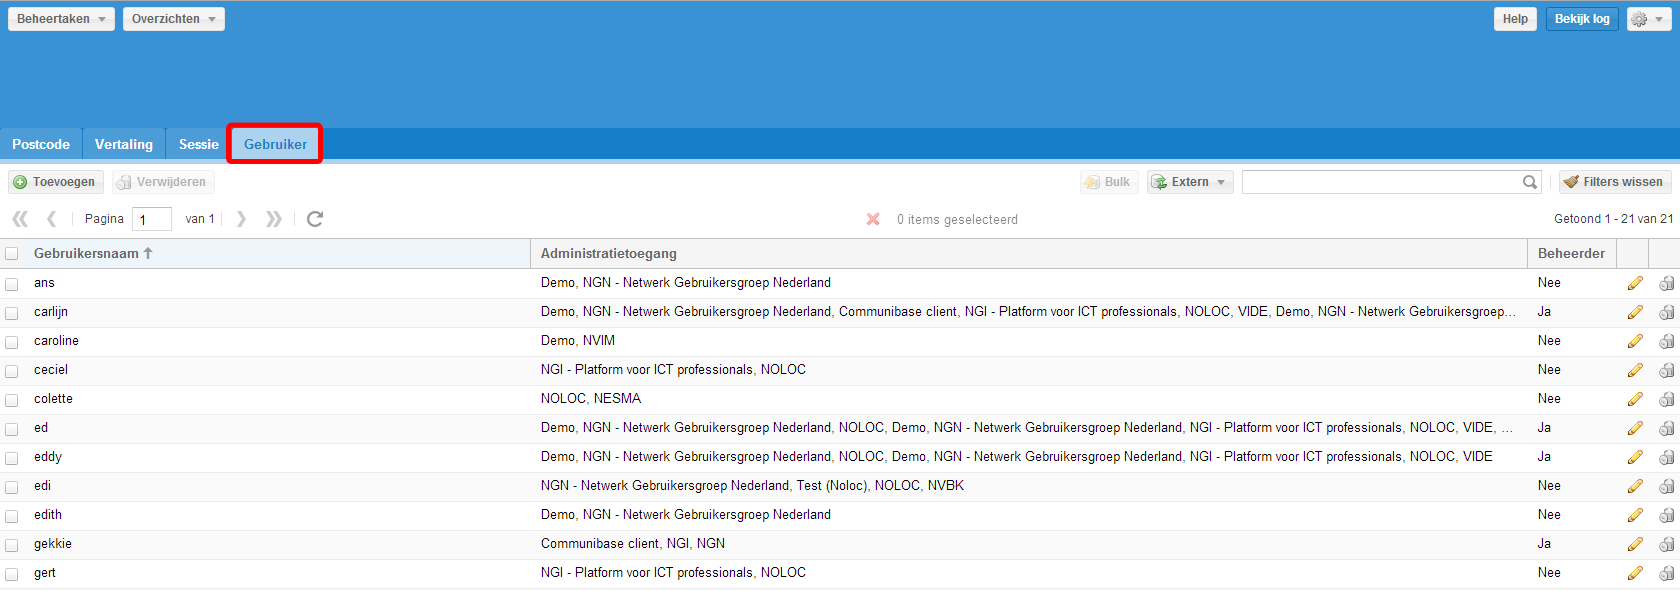 Beheertaken Overzichten Help Bekijk log
Postcode Vertaling Sessie Gebruiker
Toevoegen Verwijderen Bulk Extern Filters wissen
Pagina 1 van 1 0 items geselecteerd Getoond 1 - 21 van 21
Gebruikersnaam Administratietoegang Beheerder
ans Demo, NGN - Netwerk Gebruikersgroep Nederland Nee
carlijn Demo, NGN - Netwerk Gebruikersgroep Nederland, Communibase client, NGI - Platform voor ICT professionals, NOLOC, VIDE, Demo, NGN - Netwerk Gebruikersgroep... Ja
caroline Demo, NVIM Nee
ceciel NGI - Platform voor ICT professionals, NOLOC Nee
colette NOLOC, NESMA Nee
ed Demo, NGN - Netwerk Gebruikersgroep Nederland, NOLOC, Demo, NGN - Netwerk Gebruikersgroep Nederland, NGI - Platform voor ICT professionals, NOLOC, VIDE, ... Ja
eddy Demo, NGN - Netwerk Gebruikersgroep Nederland, NOLOC, Demo, NGN - Netwerk Gebruikersgroep Nederland, NGI - Platform voor ICT professionals, NOLOC, VIDE Ja
edi NGN - Netwerk Gebruikersgroep Nederland, Test (Noloc), NOLOC, NVBK Nee
edith Demo, NGN - Netwerk Gebruikersgroep Nederland Nee
gekkie Communibase client, NGI, NGN Ja
gert NGI - Platform voor ICT professionals, NOLOC Nee